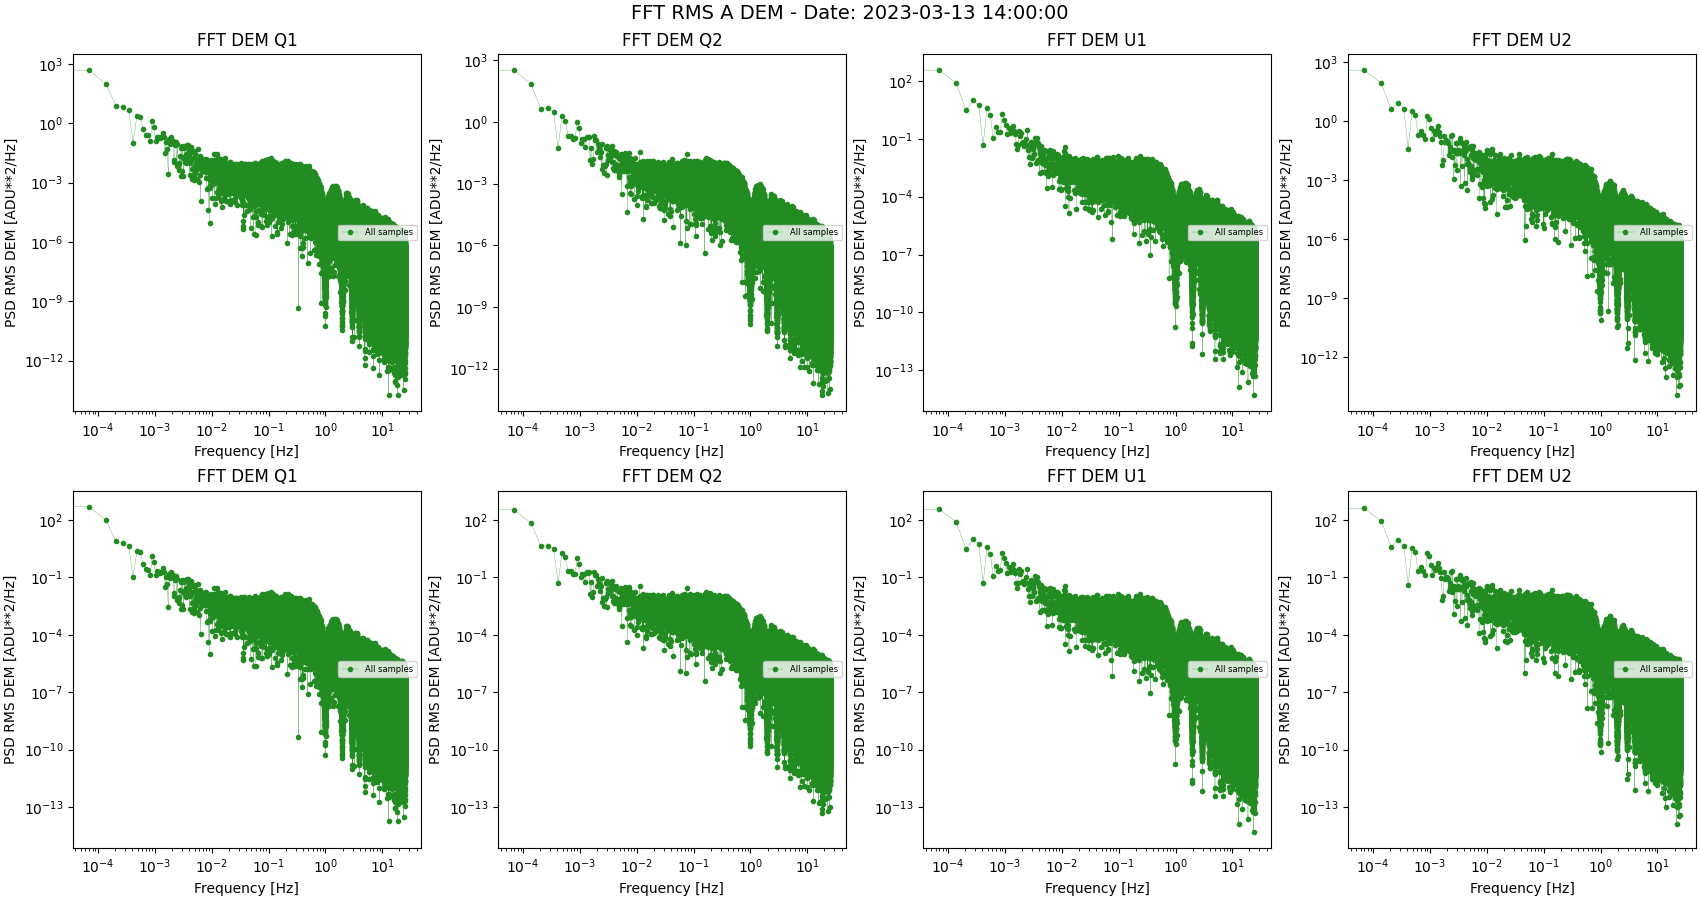 FFT RMS A DEM - Date: 2023-03-13 14:00:00
FFT DEM Q1
PSD RMS DEM [ADU**2/Hz]
10^3
10^0
10^-3
10^-6
10^-9
10^-12
All samples
10^-4 10^-3 10^-2 10^-1 10^0 10^1
Frequency [Hz]
FFT DEM Q2
PSD RMS DEM [ADU**2/Hz]
10^3
10^0
10^-3
10^-6
10^-9
10^-12
All samples
10^-4 10^-3 10^-2 10^-1 10^0 10^1
Frequency [Hz]
FFT DEM U1
PSD RMS DEM [ADU**2/Hz]
10^2
10^-1
10^-4
10^-7
10^-10
10^-13
All samples
10^-4 10^-3 10^-2 10^-1 10^0 10^1
Frequency [Hz]
FFT DEM U2
PSD RMS DEM [ADU**2/Hz]
10^3
10^0
10^-3
10^-6
10^-9
10^-12
All samples
10^-4 10^-3 10^-2 10^-1 10^0 10^1
Frequency [Hz]
FFT DEM Q1
PSD RMS DEM [ADU**2/Hz]
10^2
10^-1
10^-4
10^-7
10^-10
10^-13
All samples
10^-4 10^-3 10^-2 10^-1 10^0 10^1
Frequency [Hz]
FFT DEM Q2
PSD RMS DEM [ADU**2/Hz]
10^2
10^-1
10^-4
10^-7
10^-10
10^-13
All samples
10^-4 10^-3 10^-2 10^-1 10^0 10^1
Frequency [Hz]
FFT DEM U1
PSD RMS DEM [ADU**2/Hz]
10^2
10^-1
10^-4
10^-7
10^-10
10^-13
All samples
10^-4 10^-3 10^-2 10^-1 10^0 10^1
Frequency [Hz]
FFT DEM U2
PSD RMS DEM [ADU**2/Hz]
10^2
10^-1
10^-4
10^-7
10^-10
10^-13
All samples
10^-4 10^-3 10^-2 10^-1 10^0 10^1
Frequency [Hz]